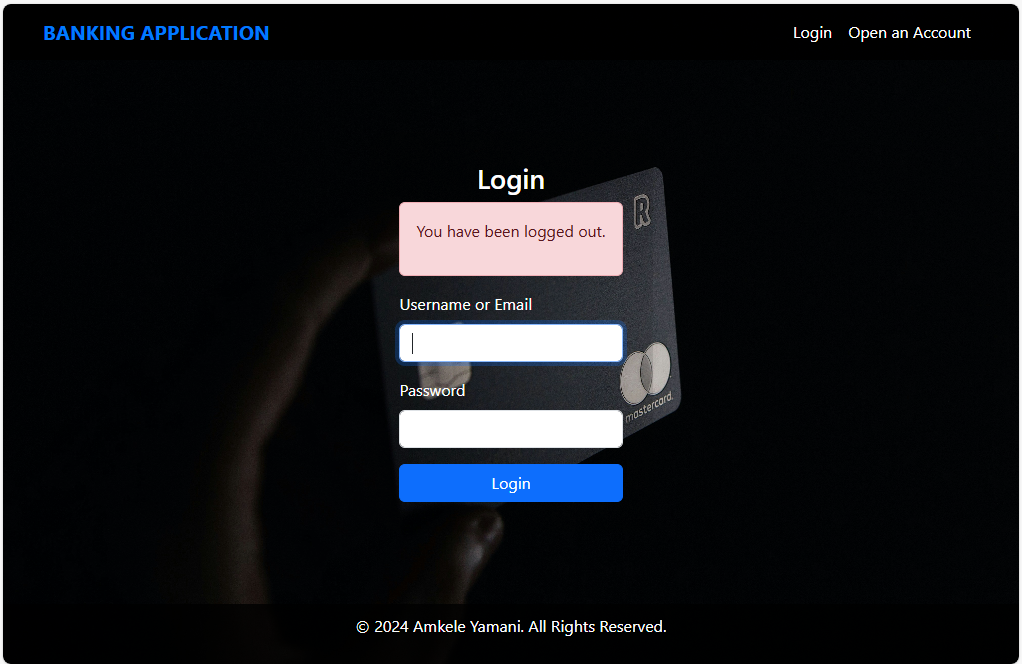 BANKING APPLICATION
Login Open an Account
Login
R
You have been logged out.
Username or Email
mastercard.
Password
Login
© 2024 Amkele Yamani. All Rights Reserved.